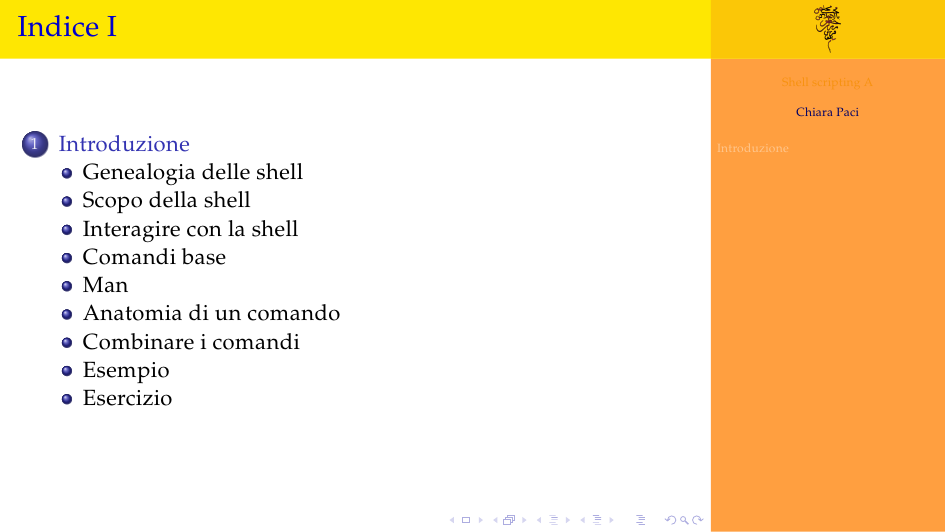 Indice I
Shell scripting A
Chiara Paci
Introduzione
1 Introduzione
Genealogia delle shell
Scopo della shell
Interagire con la shell
Comandi base
Man
Anatomia di un comando
Combinare i comandi
Esempio
Esercizio